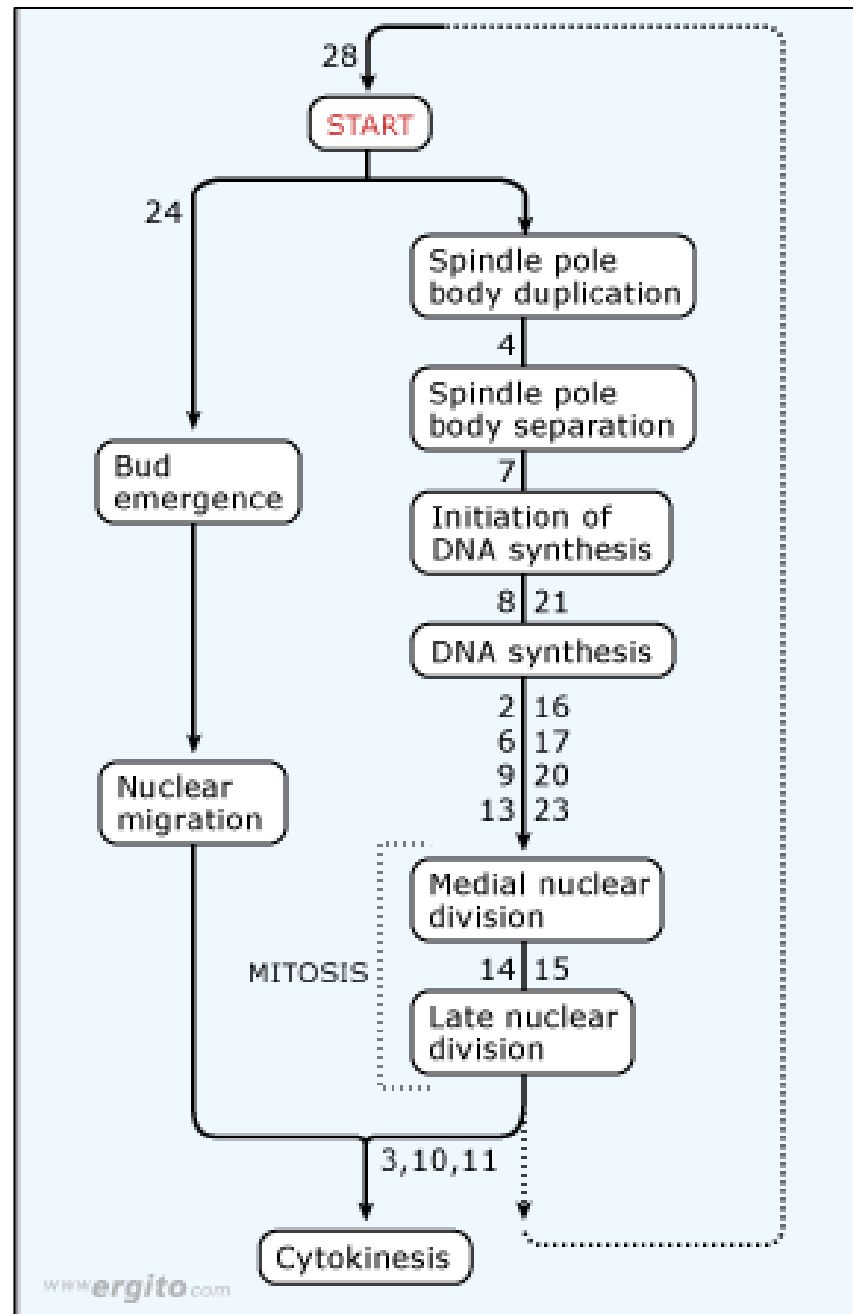 28
START
24
Spindle pole
body duplication
4
Spindle pole
body separation
7
Bud
emergence
Initiation of
DNA synthesis
8 21
DNA synthesis
2 16
6 17
9 20
13 23
Nuclear
migration
Medial nuclear
division
MITOSIS
14 15
Late nuclear
division
3,10,11
Cytokinesis
www.ergito.com